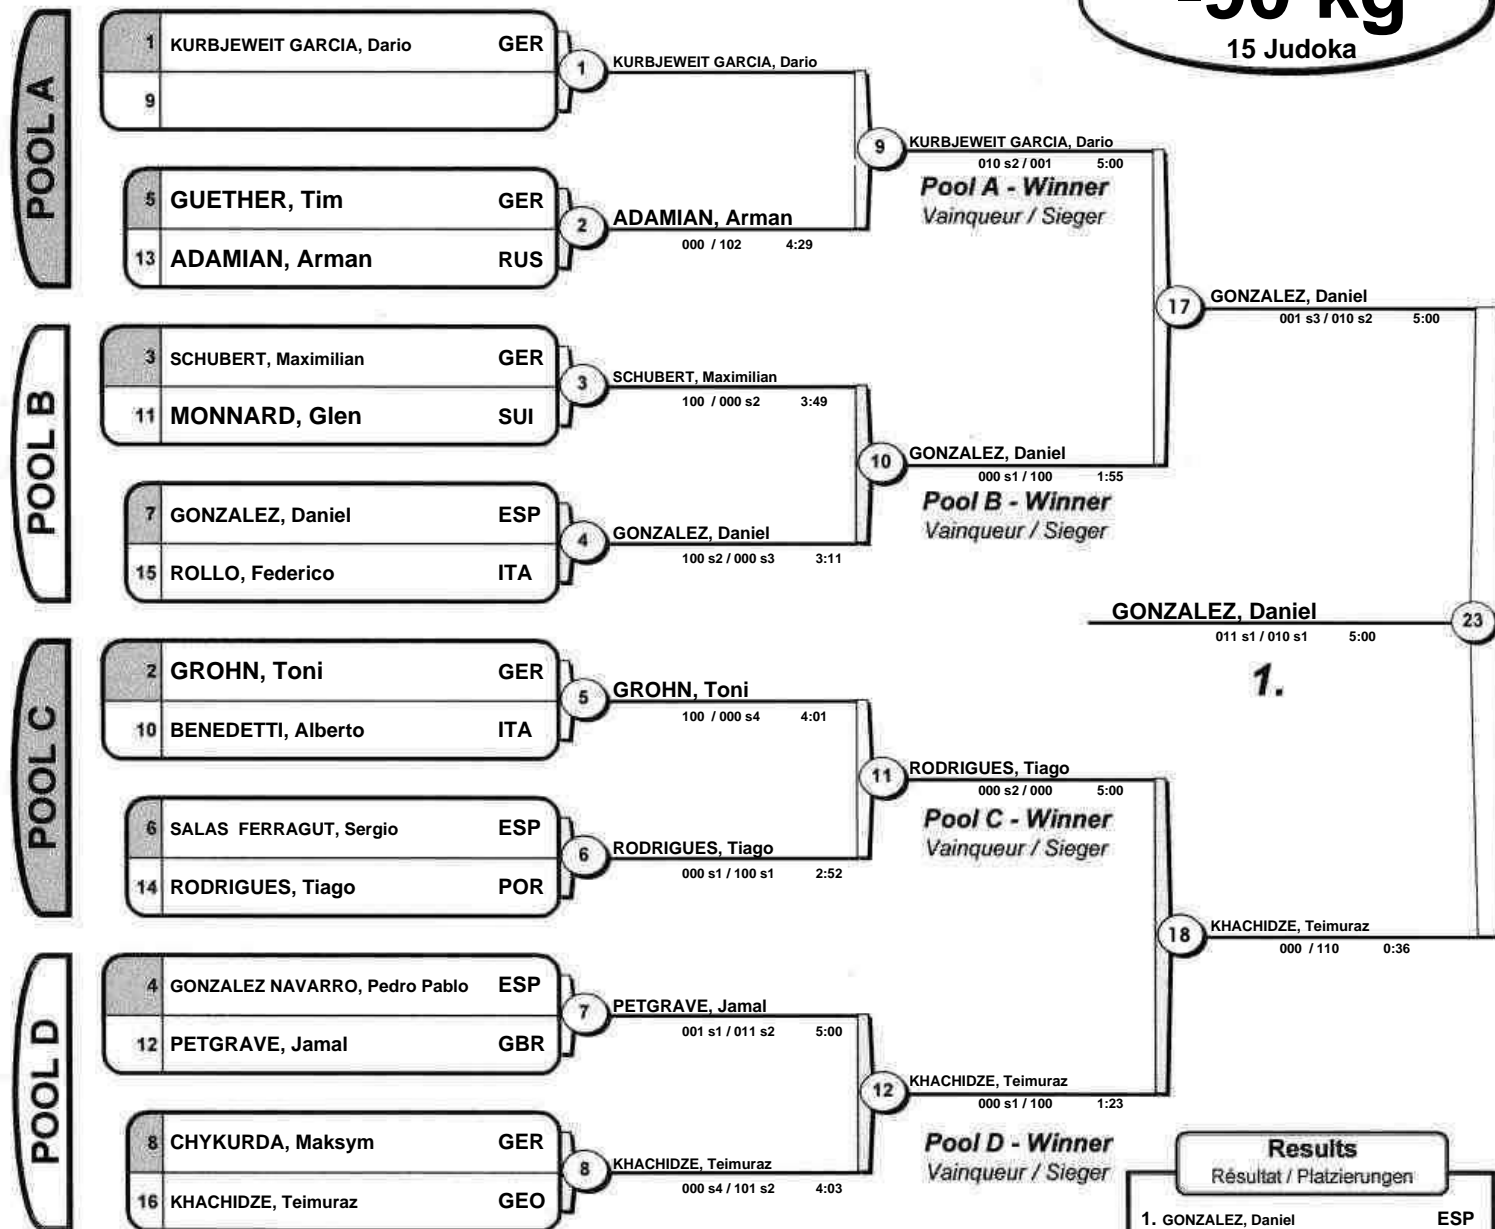 -90 kg
15 Judoka
POOL A
1 KURBJEWEIT GARCIA, Dario GER
9
1 KURBJEWEIT GARCIA, Dario
5 GUETHER, Tim GER
13 ADAMIAN, Arman RUS
2 ADAMIAN, Arman
000 / 102 4:29
9 KURBJEWEIT GARCIA, Dario
010 s2 / 001 5:00
Pool A - Winner
Vainqueur / Sieger
POOL B
3 SCHUBERT, Maximilian GER
11 MONNARD, Glen SUI
3 SCHUBERT, Maximilian
100 / 000 s2 3:49
7 GONZALEZ, Daniel ESP
15 ROLLO, Federico ITA
4 GONZALEZ, Daniel
100 s2 / 000 s3 3:11
10 GONZALEZ, Daniel
000 s1 / 100 1:55
Pool B - Winner
Vainqueur / Sieger
17 GONZALEZ, Daniel
001 s3 / 010 s2 5:00
GONZALEZ, Daniel 23
011 s1 / 010 s1 5:00
1.
POOL C
2 GROHN, Toni GER
10 BENEDETTI, Alberto ITA
5 GROHN, Toni
100 / 000 s4 4:01
6 SALAS FERRAGUT, Sergio ESP
14 RODRIGUES, Tiago POR
6 RODRIGUES, Tiago
000 s1 / 100 s1 2:52
11 RODRIGUES, Tiago
000 s2 / 000 5:00
Pool C - Winner
Vainqueur / Sieger
POOL D
4 GONZALEZ NAVARRO, Pedro Pablo ESP
12 PETGRAVE, Jamal GBR
7 PETGRAVE, Jamal
001 s1 / 011 s2 5:00
8 CHYKURDA, Maksym GER
16 KHACHIDZE, Teimuraz GEO
8 KHACHIDZE, Teimuraz
000 s4 / 101 s2 4:03
12 KHACHIDZE, Teimuraz
000 s1 / 100 1:23
Pool D - Winner
Vainqueur / Sieger
18 KHACHIDZE, Teimuraz
000 / 110 0:36
Results
Résultat / Platzierungen
1. GONZALEZ, Daniel ESP